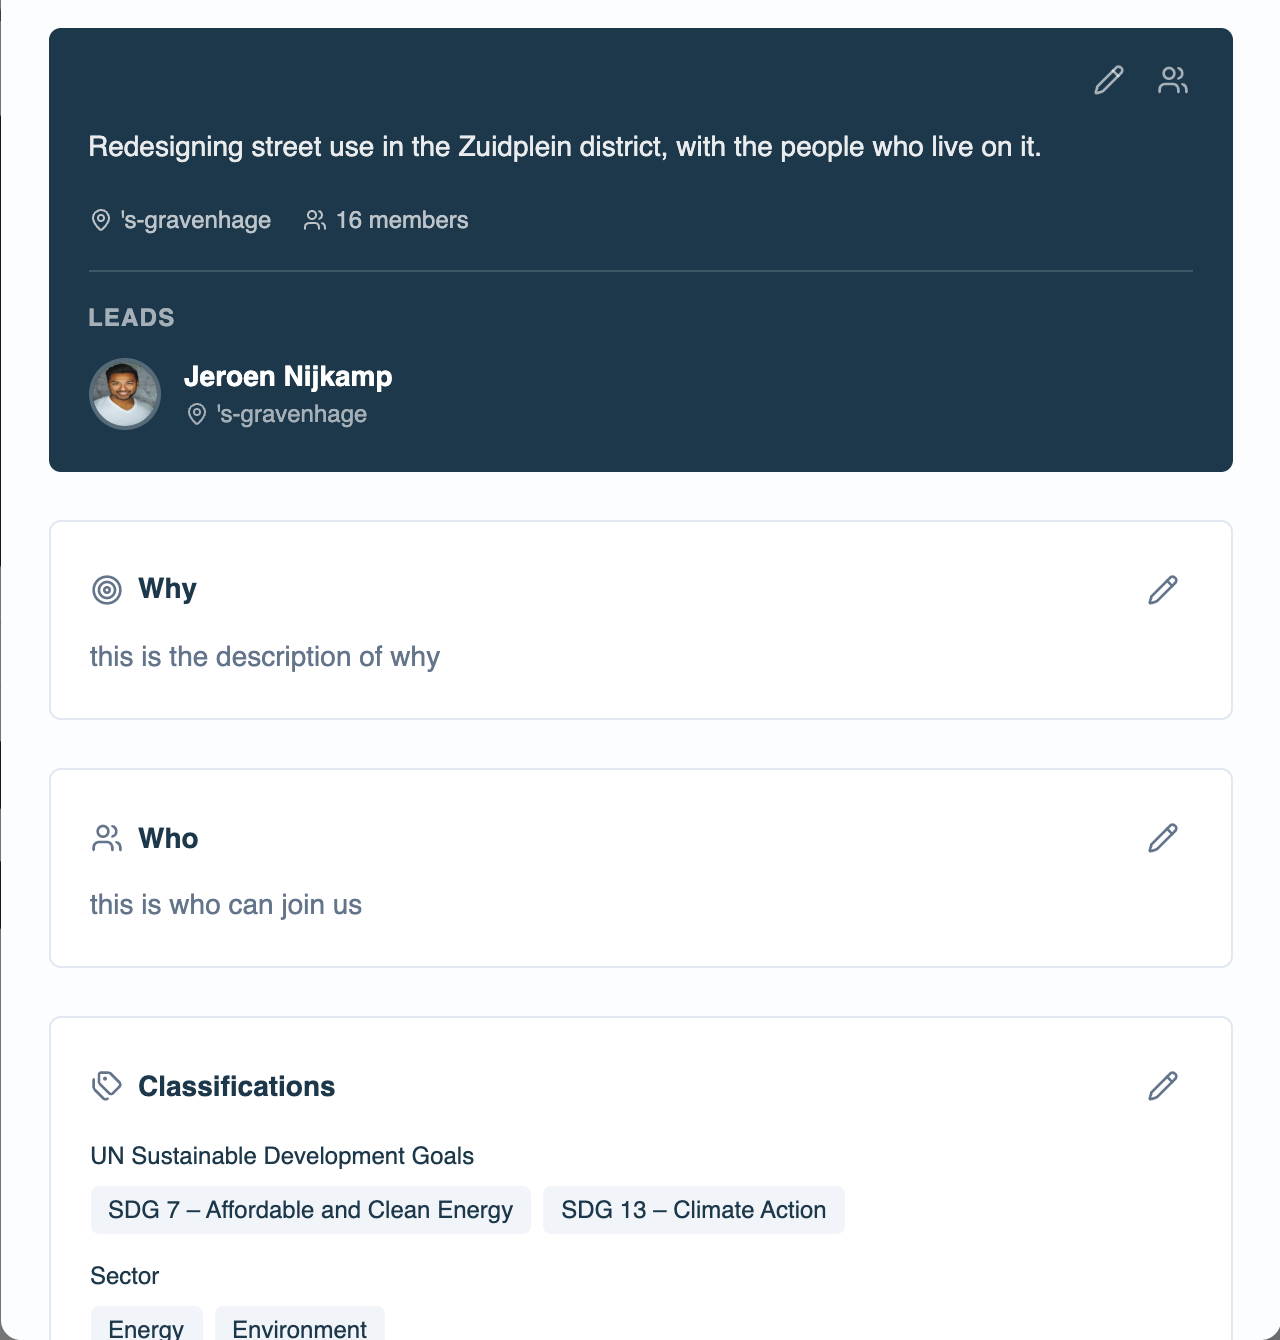 Redesigning street use in the Zuidplein district, with the people who live on it.
's-gravenhage 16 members
LEADS
Jeroen Nijkamp
's-gravenhage
Why
this is the description of why
Who
this is who can join us
Classifications
UN Sustainable Development Goals
SDG 7 – Affordable and Clean Energy SDG 13 – Climate Action
Sector
Energy Environment